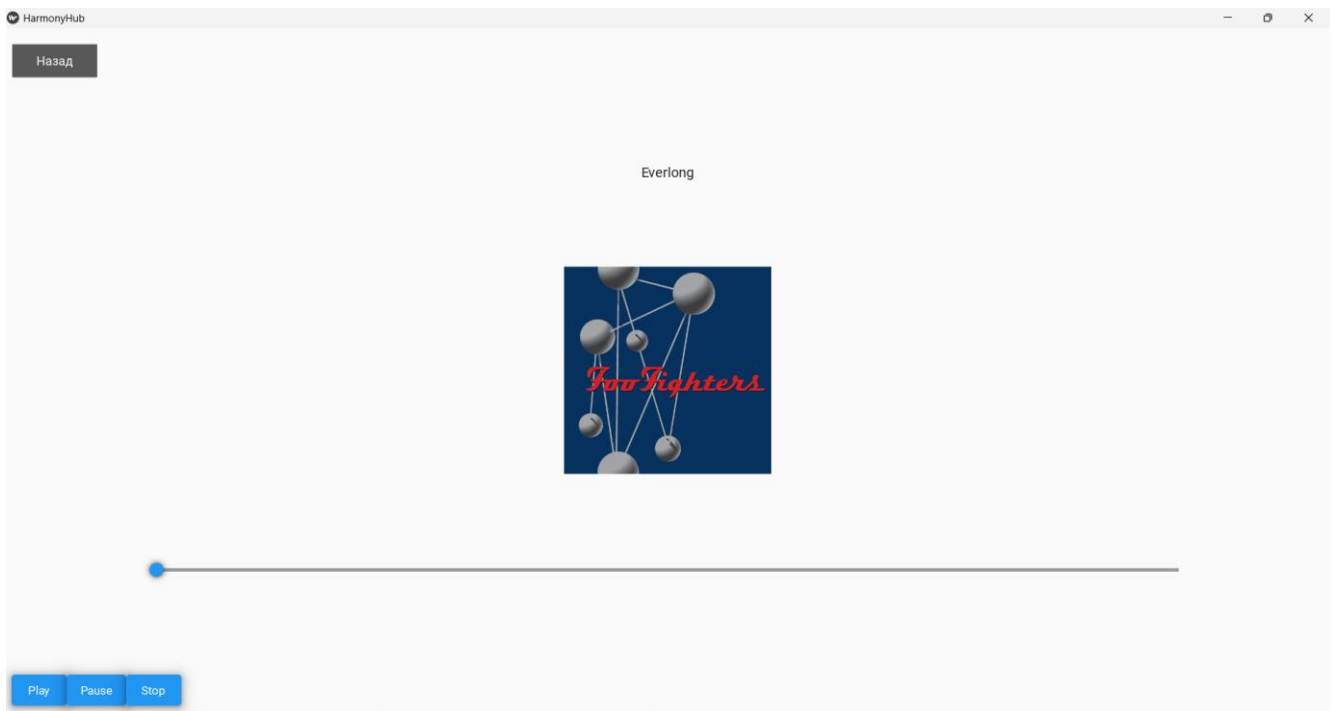 HarmonyHub
Назад
Everlong
Foo Fighters
Play Pause Stop